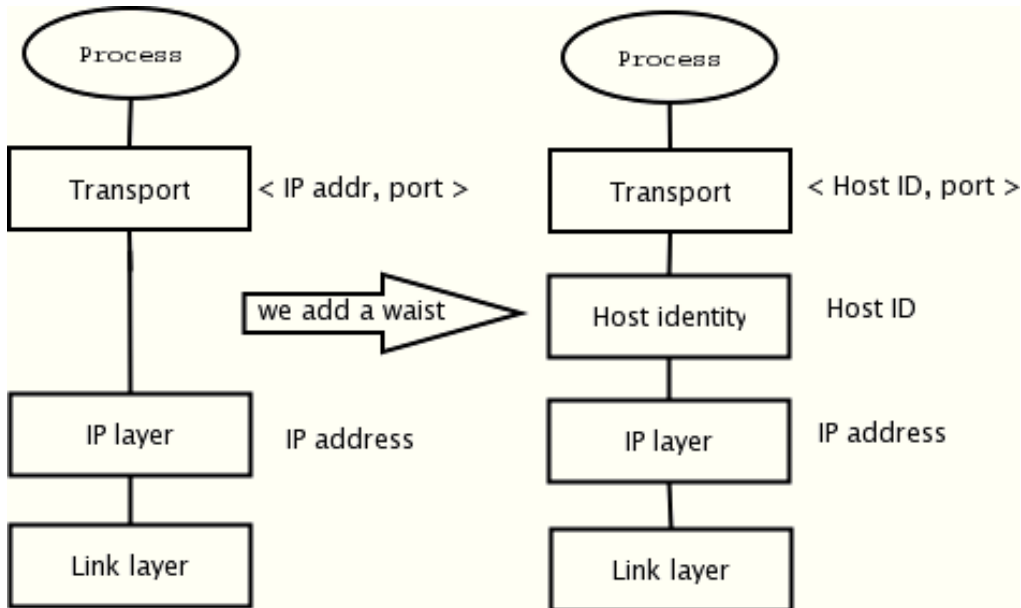 Process
Transport
< IP addr, port >
IP layer
IP address
Link layer
we add a waist
Process
Transport
< Host ID, port >
Host identity
Host ID
IP layer
IP address
Link layer